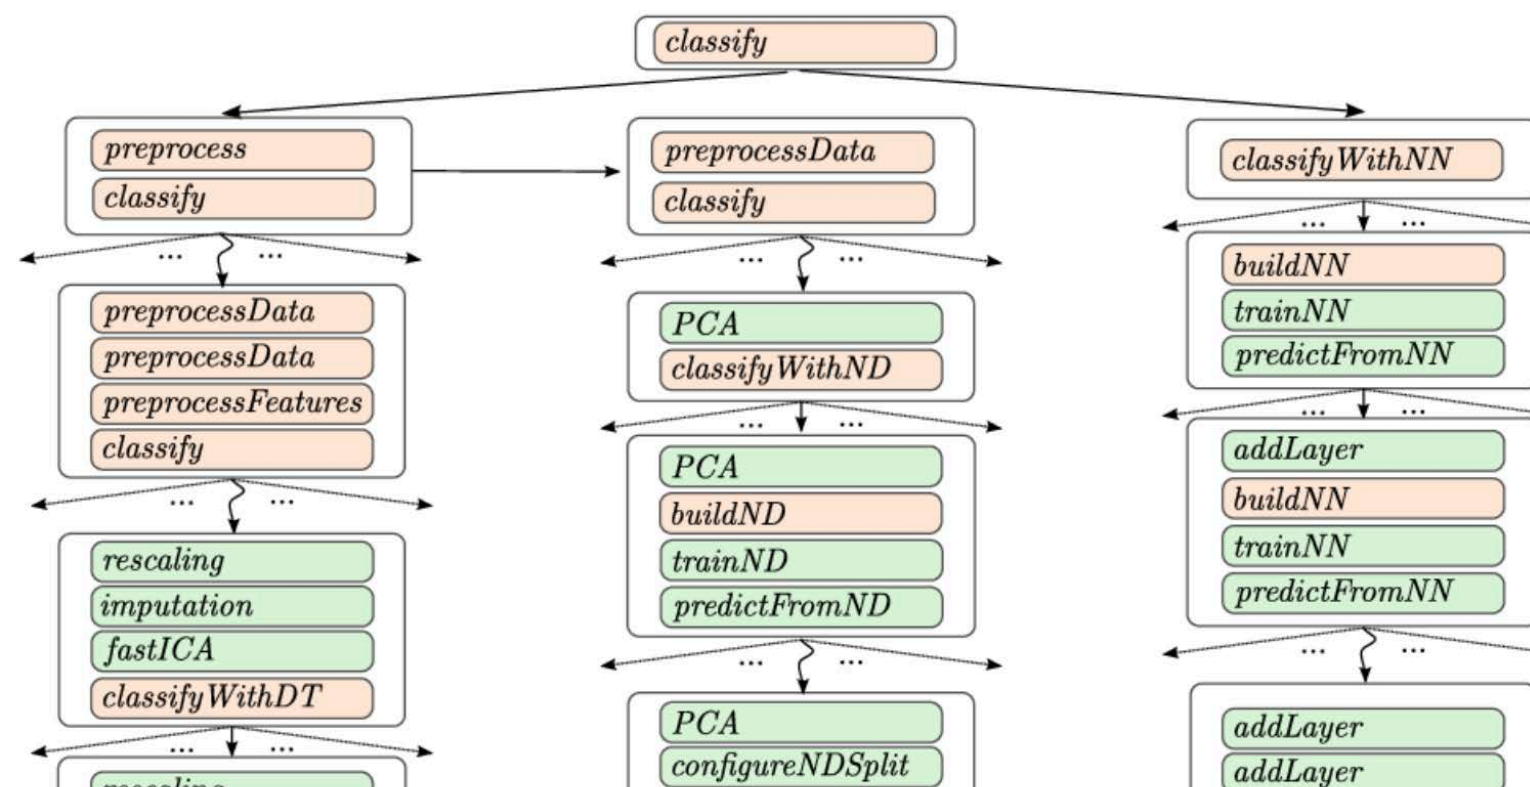 classify
preprocess
classify
preprocessData
classify
classifyWithNN
... ...
... ...
... ...
preprocessData
preprocessData
preprocessFeatures
classify
PCA
classifyWithND
buildNN
trainNN
predictFromNN
... ...
... ...
... ...
rescaling
imputation
fastICA
classifyWithDT
PCA
buildND
trainND
predictFromND
addLayer
buildNN
trainNN
predictFromNN
... ...
... ...
... ...
PCA
configureNDSplit
addLayer
addLayer